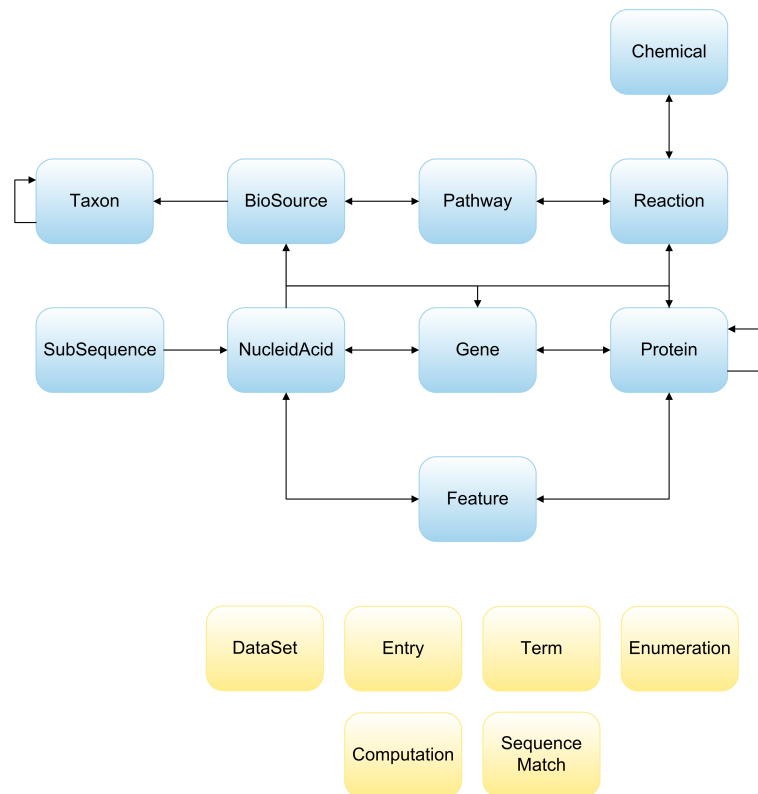 Chemical
Taxon
BioSource
Pathway
Reaction
SubSequence
NucleidAcid
Gene
Protein
Feature
DataSet
Entry
Term
Enumeration
Computation
Sequence
Match